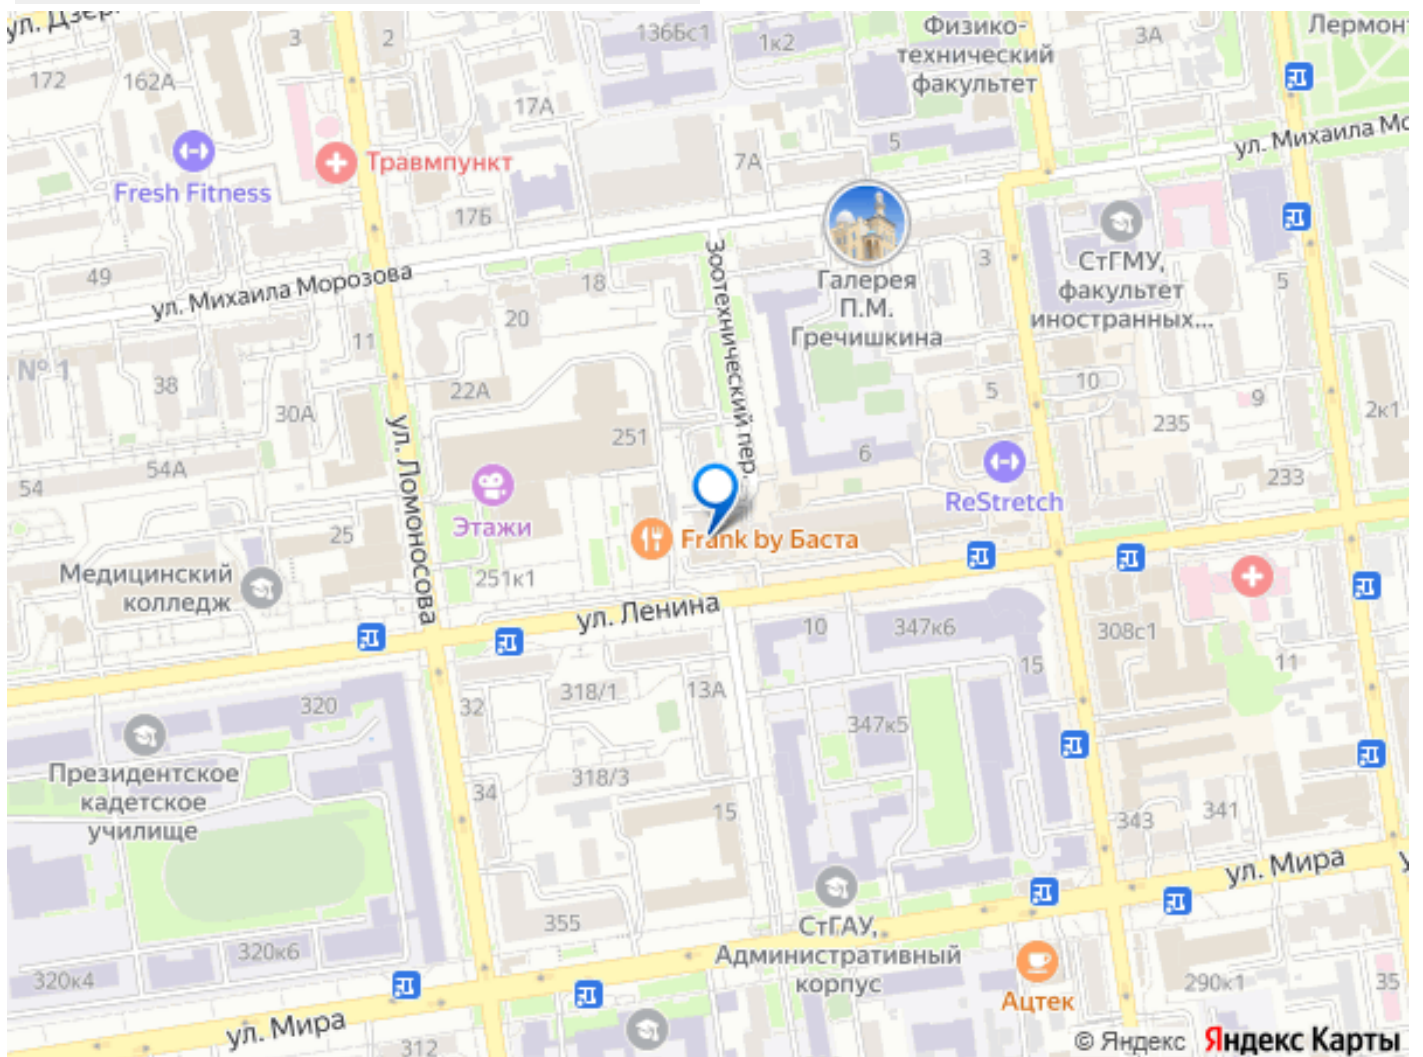 ул. Дзер
3
2
136Бс1
1к2
Физико-
технический
факультет
3А
Лермонт
172
162А
17А
5
7А
ул. Михаила Мо
Травмпункт
Fresh Fitness
17Б
49
ул. Михаила Морозова
18
20
11
Зоотехнический пер.
Галерея
П.М.
Гречишкина
3
СтГМУ,
факультет
иностранных...
5
№ 1
38
22А
30А
251
5
10
9
235
2к1
6
54А
54
ул. Ломоносова
ReStretch
233
25
Этажи
Frank by Баста
Медицинский
колледж
251к1
ул. Ленина
10
347к6
308с1
15
11
320
32
318/1
13А
347к5
Президентское
кадетское
училище
34
318/3
15
343
341
ул. Мира
У
355
СтГАУ,
Административный
корпус
320к6
320к4
Ацтек
290к1
35
ул. Мира
312
© Яндекс Яндекс Карты